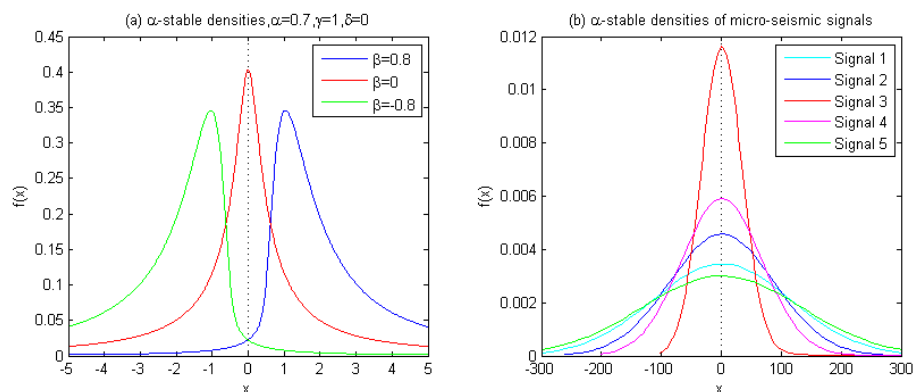 (a) α-stable densities,α=0.7,γ=1,δ=0
0.45
0.4
0.35
0.3
0.25
0.2
0.15
0.1
0.05
0
f(x)
β=0.8
β=0
β=-0.8
-5 -4 -3 -2 -1 0 1 2 3 4 5
x
(b) α-stable densities of micro-seismic signals
0.012
0.01
0.008
0.006
0.004
0.002
0
f(x)
Signal 1
Signal 2
Signal 3
Signal 4
Signal 5
-300 -200 -100 0 100 200 300
x